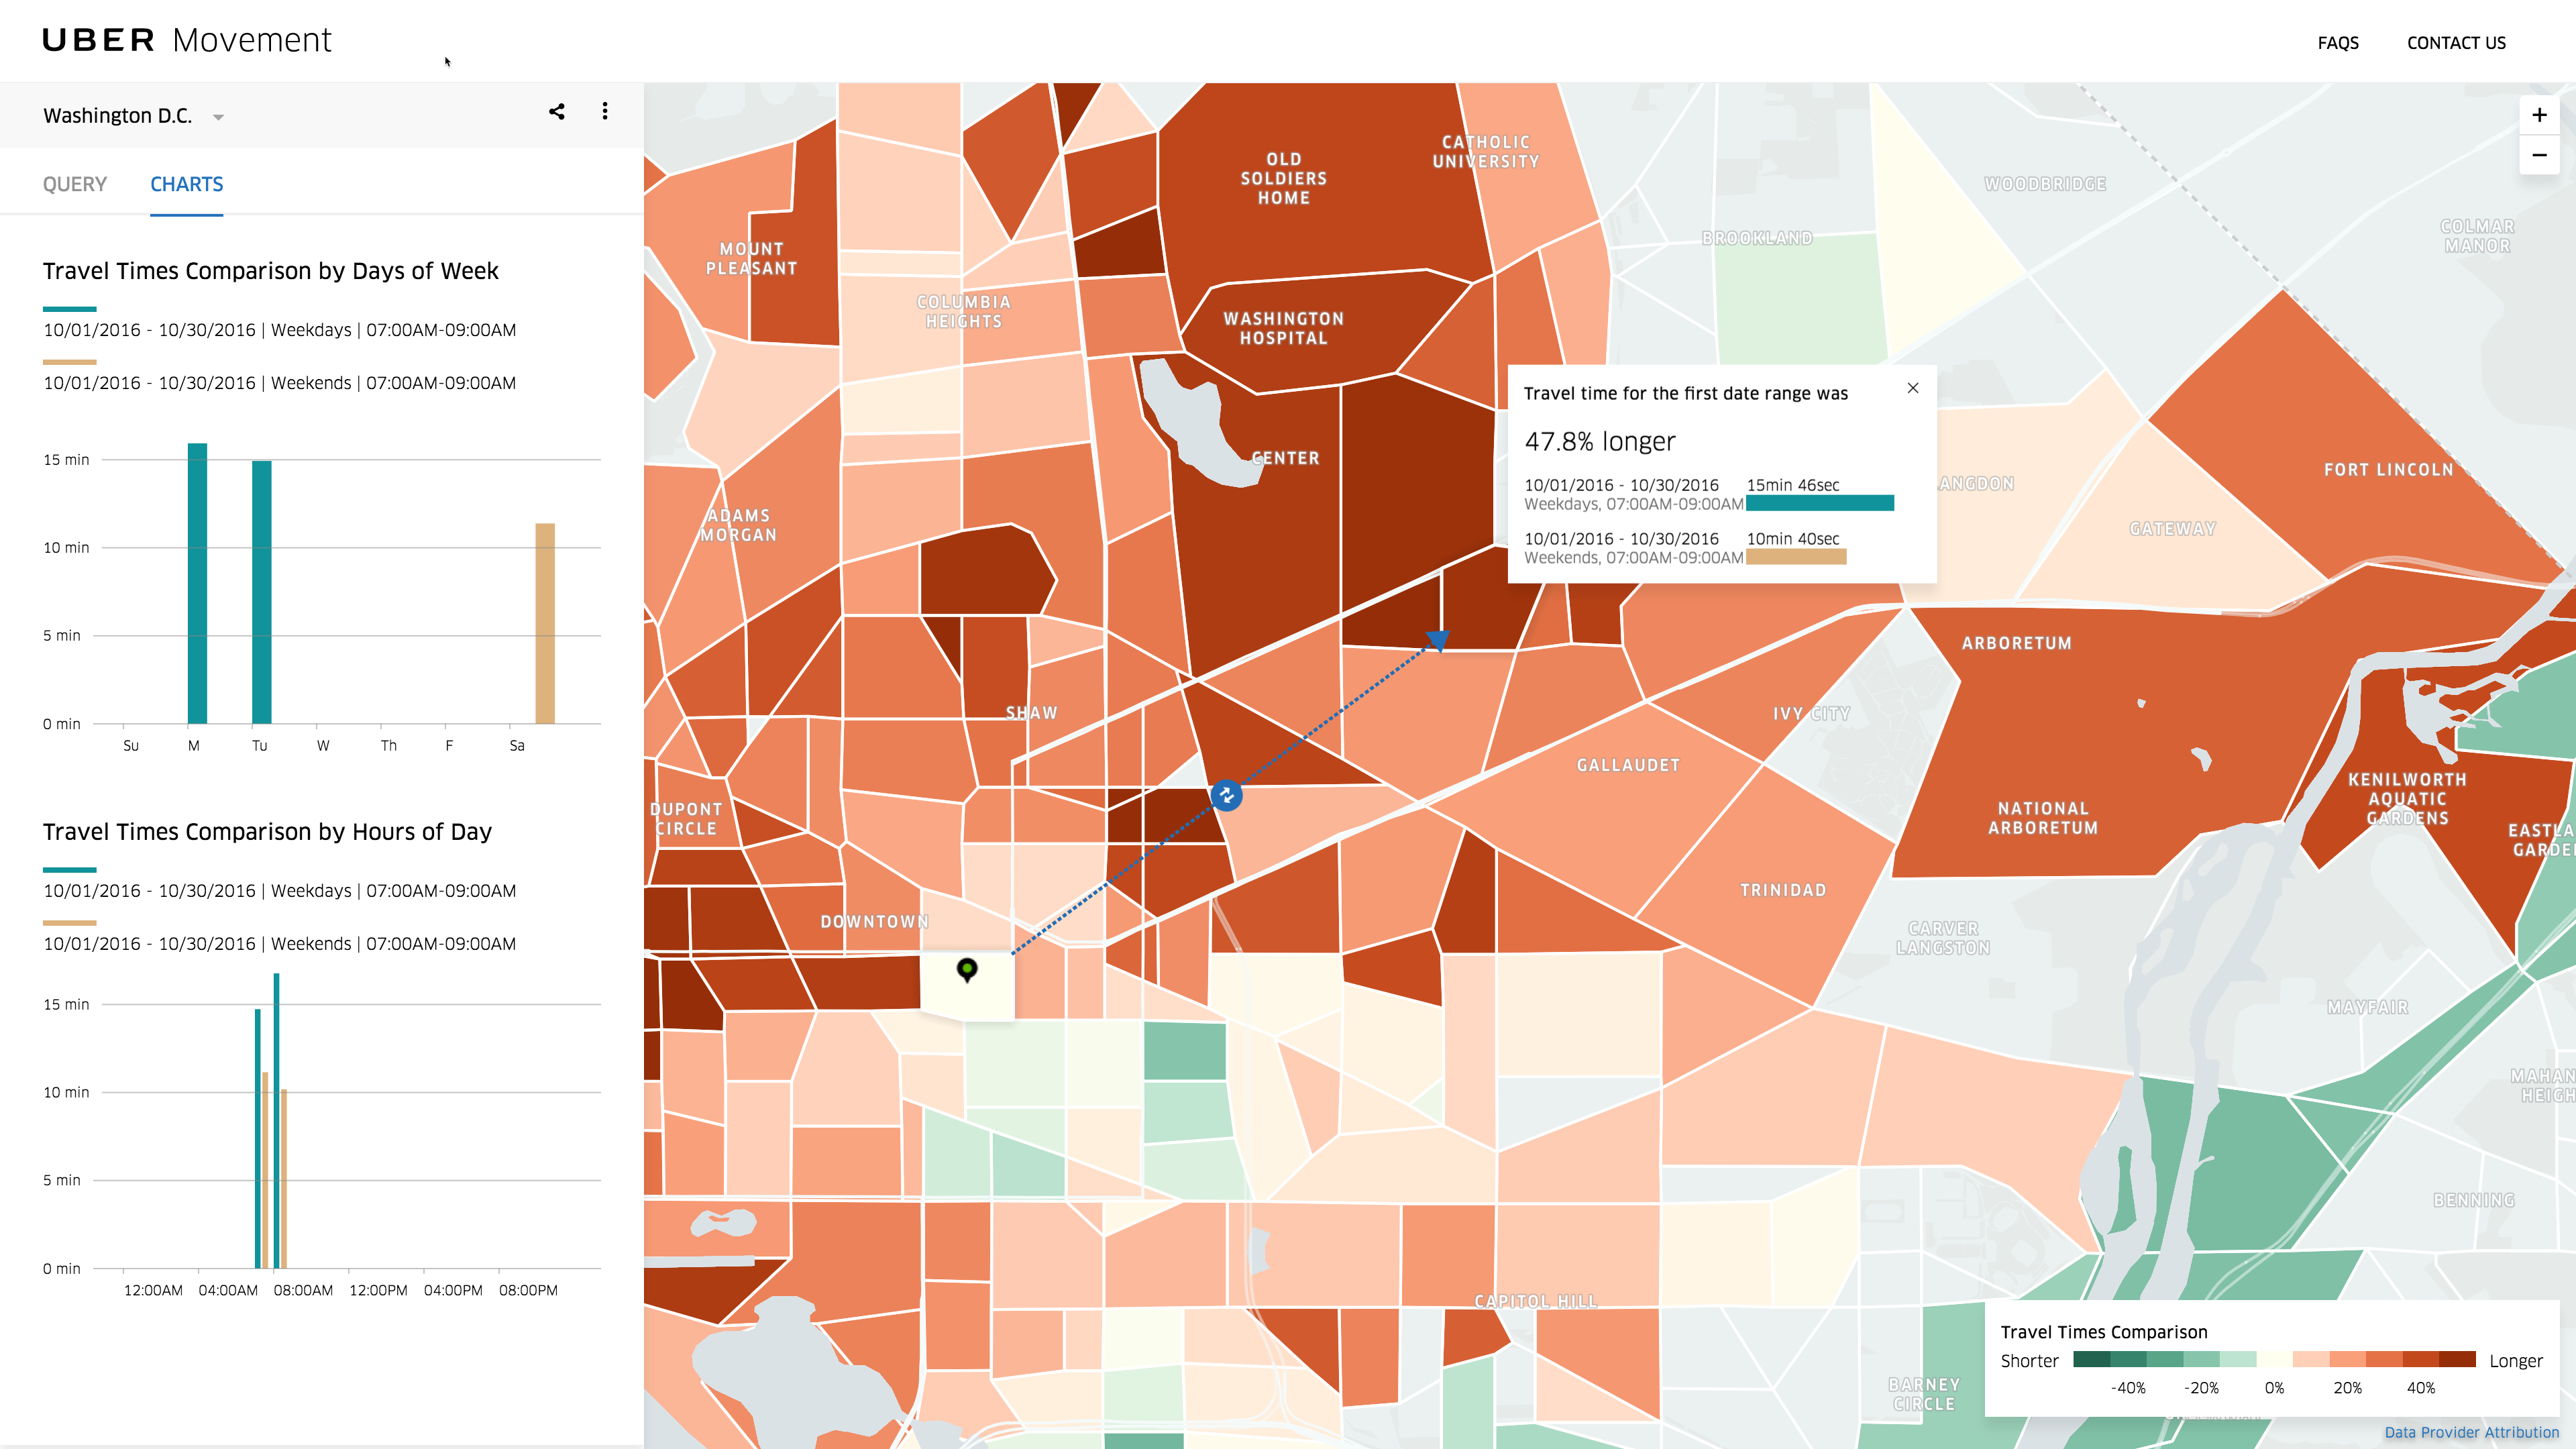 UBER Movement
FAQS
CONTACT US
Washington D.C.
QUERY
CHARTS
Travel Times Comparison by Days of Week
10/01/2016 - 10/30/2016 | Weekdays | 07:00AM-09:00AM
10/01/2016 - 10/30/2016 | Weekends | 07:00AM-09:00AM
15 min
10 min
5 min
0 min
Su M Tu W Th F Sa
Travel Times Comparison by Hours of Day
10/01/2016 - 10/30/2016 | Weekdays | 07:00AM-09:00AM
10/01/2016 - 10/30/2016 | Weekends | 07:00AM-09:00AM
15 min
10 min
5 min
0 min
12:00AM 04:00AM 08:00AM 12:00PM 04:00PM 08:00PM
CATHOLIC
UNIVERSITY
OLD
SOLDIERS
HOME
WOODBRIDGE
COLMAR
MANOR
BROOKLAND
MOUNT
PLEASANT
COLUMBIA
HEIGHTS
WASHINGTON
HOSPITAL
CENTER
Travel time for the first date range was
47.8% longer
10/01/2016 - 10/30/2016 15min 46sec
Weekdays, 07:00AM-09:00AM
10/01/2016 - 10/30/2016 10min 40sec
Weekends, 07:00AM-09:00AM
ANGDON
FORT LINCOLN
GATEWAY
ADAMS
MORGAN
ARBORETUM
SHAW
IVY CITY
GALLAUDET
KENILWORTH
AQUATIC
GARDENS
NATIONAL
ARBORETUM
EASTLA
GARDE
DUPONT
CIRCLE
TRINIDAD
DOWNTOWN
CARVER
LANGSTON
MAYFAIR
MAHAN
HEIGH
BENNING
CAPITOL HILL
BARNEY
CIRCLE
Travel Times Comparison
Shorter
Longer
-40% -20% 0% 20% 40%
Data Provider Attribution